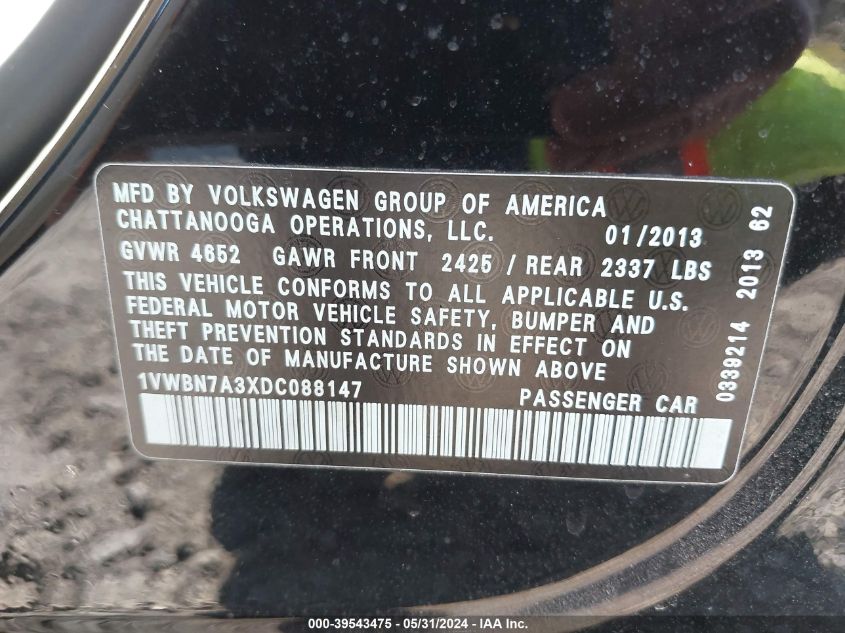 MFD BY VOLKSWAGEN GROUP OF AMERICA
CHATTANOOGA OPERATIONS, LLC. 01/2013
GVWR 4652 GAWR FRONT 2425 / REAR 2337 LBS
THIS VEHICLE CONFORMS TO ALL APPLICABLE U.S.
FEDERAL MOTOR VEHICLE SAFETY, BUMPER AND
THEFT PREVENTION STANDARDS IN EFFECT ON
THE DATE OF MANUFACTURE SHOWN ABOVE
1VWBN7A3XDC088147 PASSENGER CAR
0339214 2013 62
000-39543475 - 05/31/2024 - IAA Inc.